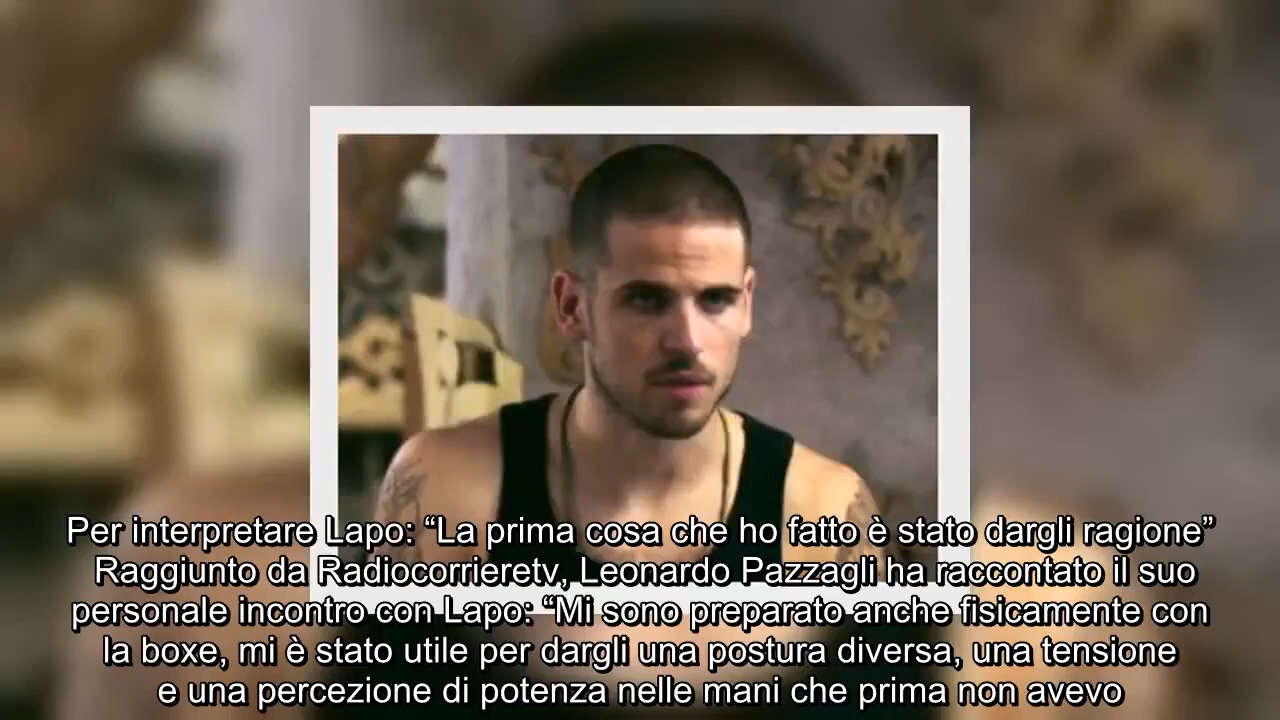 Per interpretare Lapo: “La prima cosa che ho fatto è stato dargli ragione”
Raggiunto da Radiocorrieretv, Leonardo Pazzagli ha raccontato il suo
personale incontro con Lapo: “Mi sono preparato anche fisicamente con
la boxe, mi è stato utile per dargli una postura diversa, una tensione
e una percezione di potenza nelle mani che prima non avevo